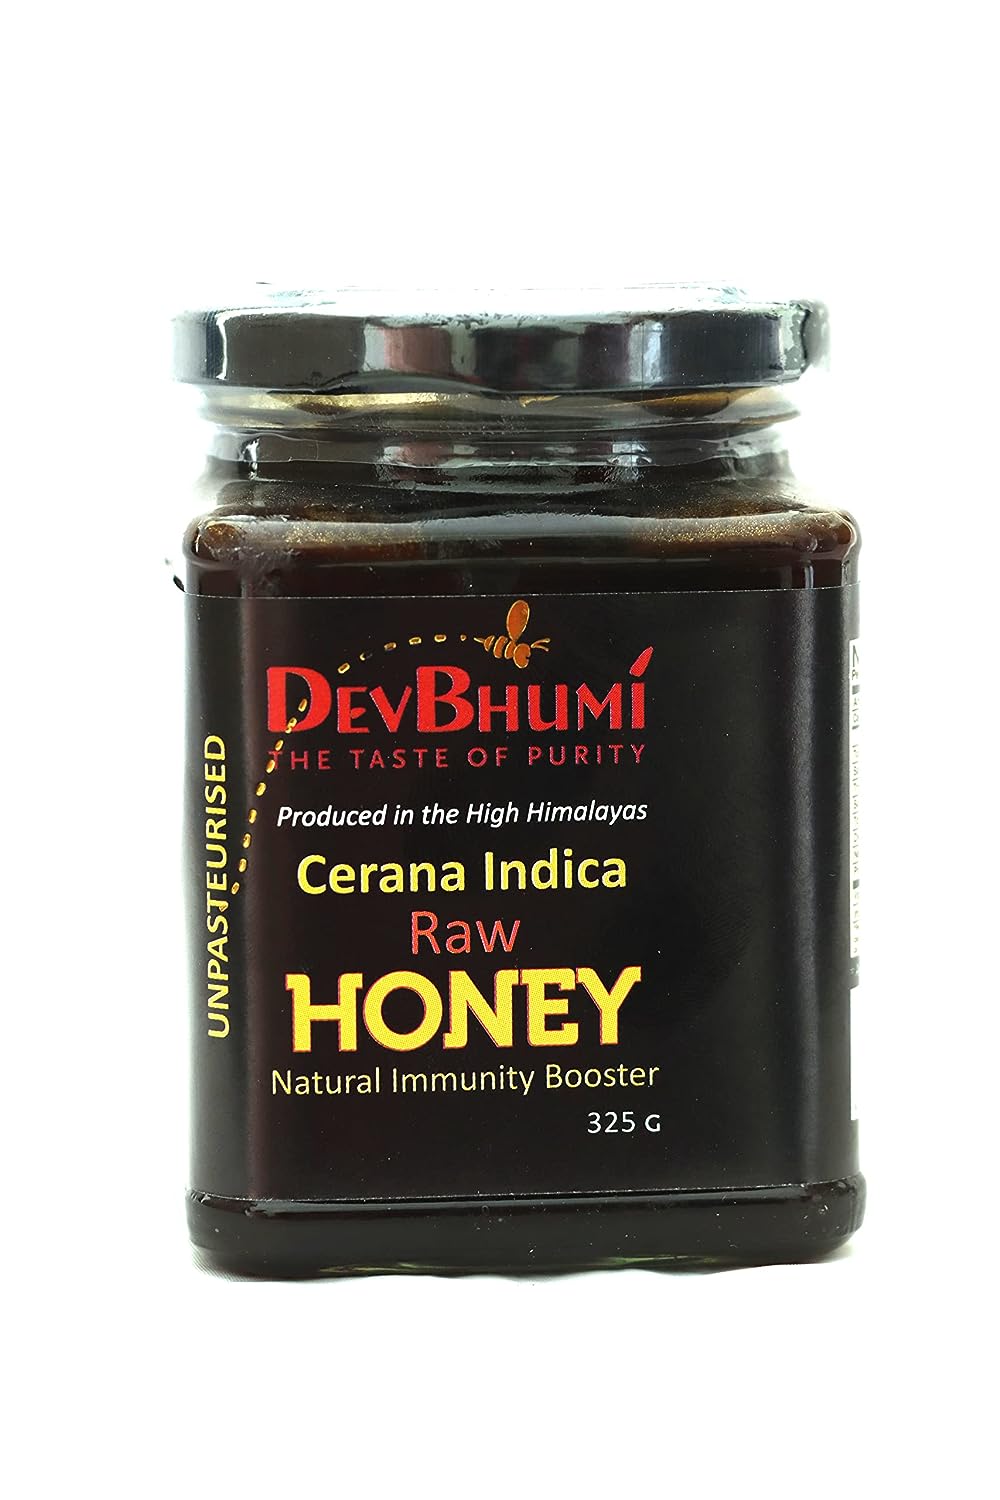 DEVBHUMI
THE TASTE OF PURITY
Produced in the High Himalayas
Cerana Indica
Raw
HONEY
Natural Immunity Booster
325 G
UNPASTEURISED